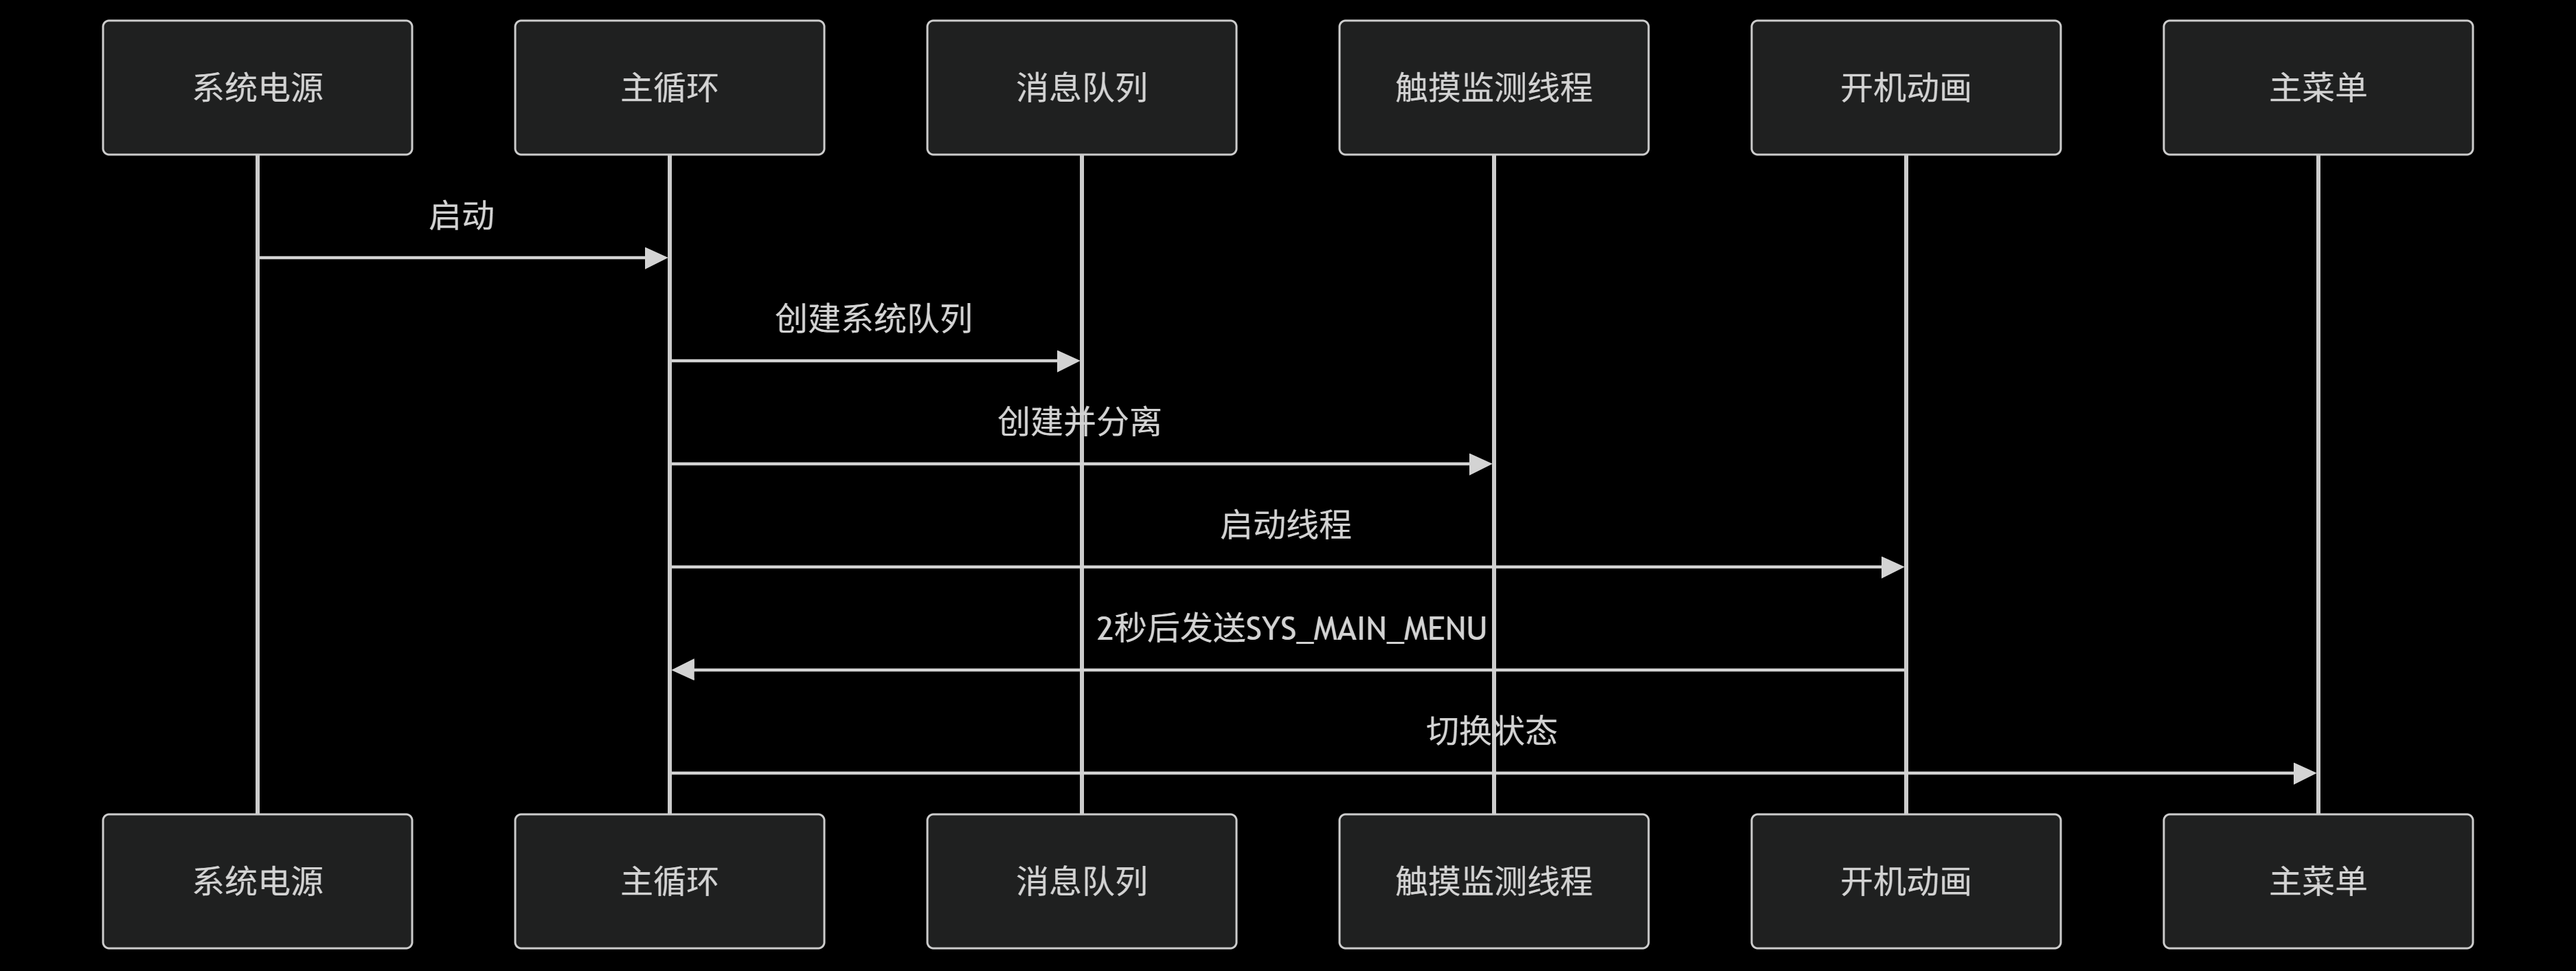 系统电源
主循环
消息队列
触摸监测线程
开机动画
主菜单
启动
创建系统队列
创建并分离
启动线程
2秒后发送SYS_MAIN_MENU
切换状态
系统电源
主循环
消息队列
触摸监测线程
开机动画
主菜单